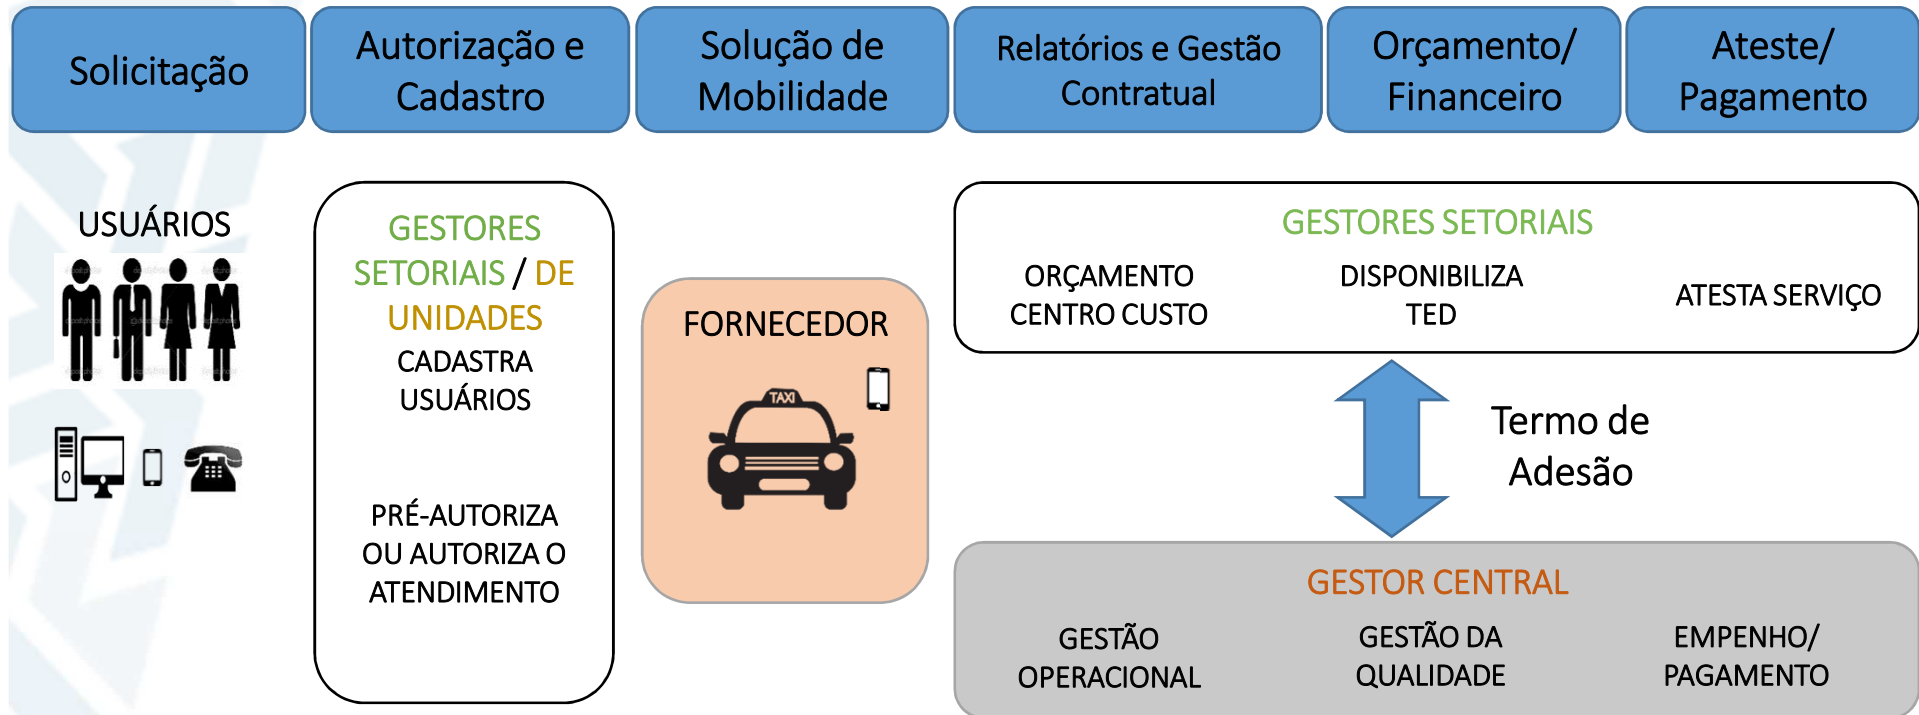 Solicitação
Autorização e
Cadastro
Solução de
Mobilidade
Relatórios e Gestão
Contratual
Orçamento/
Financeiro
Ateste/
Pagamento
USUÁRIOS
GESTORES
SETORIAIS / DE
UNIDADES
CADASTRA
USUÁRIOS
PRÉ-AUTORIZA
OU AUTORIZA O
ATENDIMENTO
FORNECEDOR
TAXI
GESTORES SETORIAIS
ORÇAMENTO
CENTRO CUSTO
DISPONIBILIZA
TED
ATESTA SERVIÇO
Termo de
Adesão
GESTOR CENTRAL
GESTÃO
OPERACIONAL
GESTÃO DA
QUALIDADE
EMPENHO/
PAGAMENTO